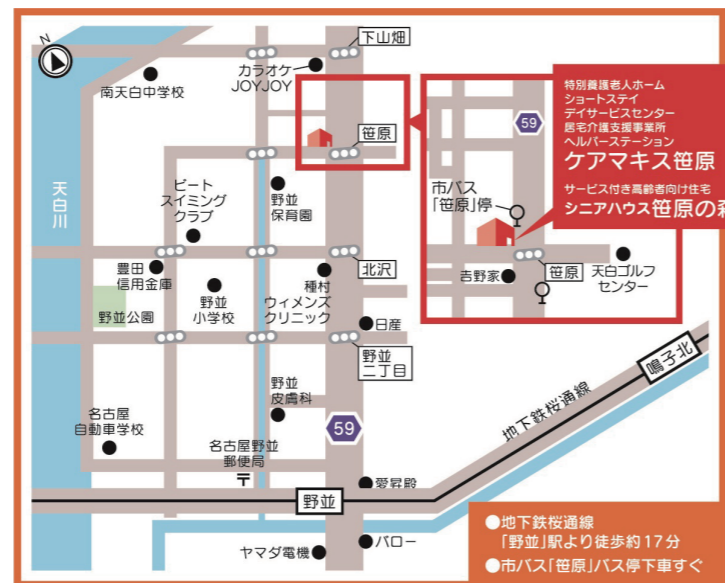 N
下山畑
カラオケ
JOYJOY
南天白中学校
笹原
天白川
ビート
スイミング
クラブ
野並
保育園
北沢
豊田
信用金庫
野並公園
野並
小学校
種村
ウィメンズ
クリニック
日産
野並
二丁目
野並
皮膚科
名古屋
自動車学校
59
名古屋野並
郵便局
〒
愛昇殿
野並
ヤマダ電機
バロー
地下鉄桜通線
鳴子北
59
市バス
「笹原」停
吉野家
笹原
天白ゴルフ
センター
特別養護老人ホーム
ショートステイ
デイサービスセンター
居宅介護支援事業所
ヘルパーステーション
ケアマキス笹原
サービス付き高齢者向け住宅
シニアハウス笹原の
●地下鉄桜通線
「野並」駅より徒歩約17分
●市バス「笹原」バス停下車すぐ